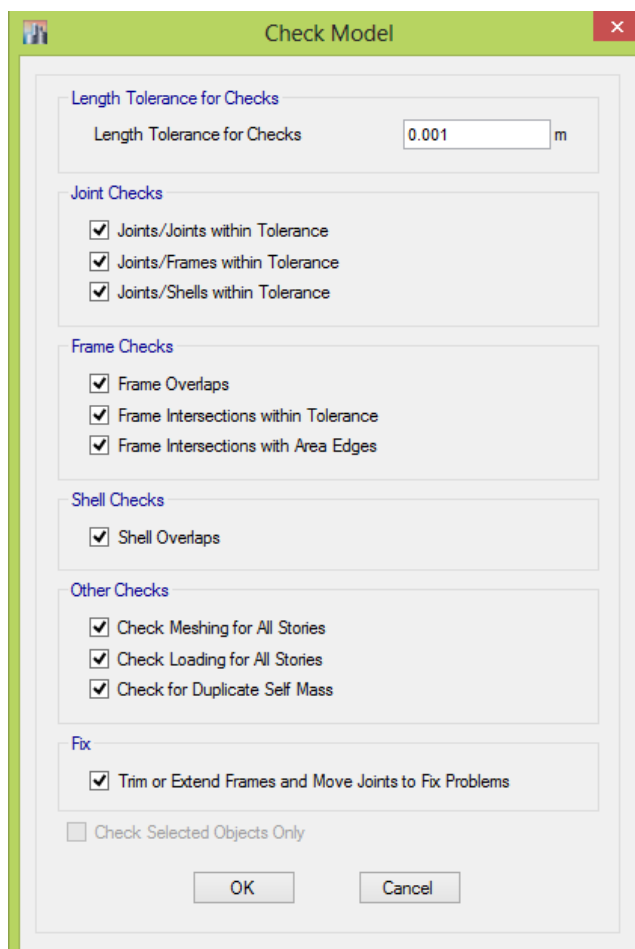 Check Model
Length Tolerance for Checks
Length Tolerance for Checks 0.001 m
Joint Checks
Joints/Joints within Tolerance
Joints/Frames within Tolerance
Joints/Shells within Tolerance
Frame Checks
Frame Overlaps
Frame Intersections within Tolerance
Frame Intersections with Area Edges
Shell Checks
Shell Overlaps
Other Checks
Check Meshing for All Stories
Check Loading for All Stories
Check for Duplicate Self Mass
Fix
Trim or Extend Frames and Move Joints to Fix Problems
Check Selected Objects Only
OK Cancel